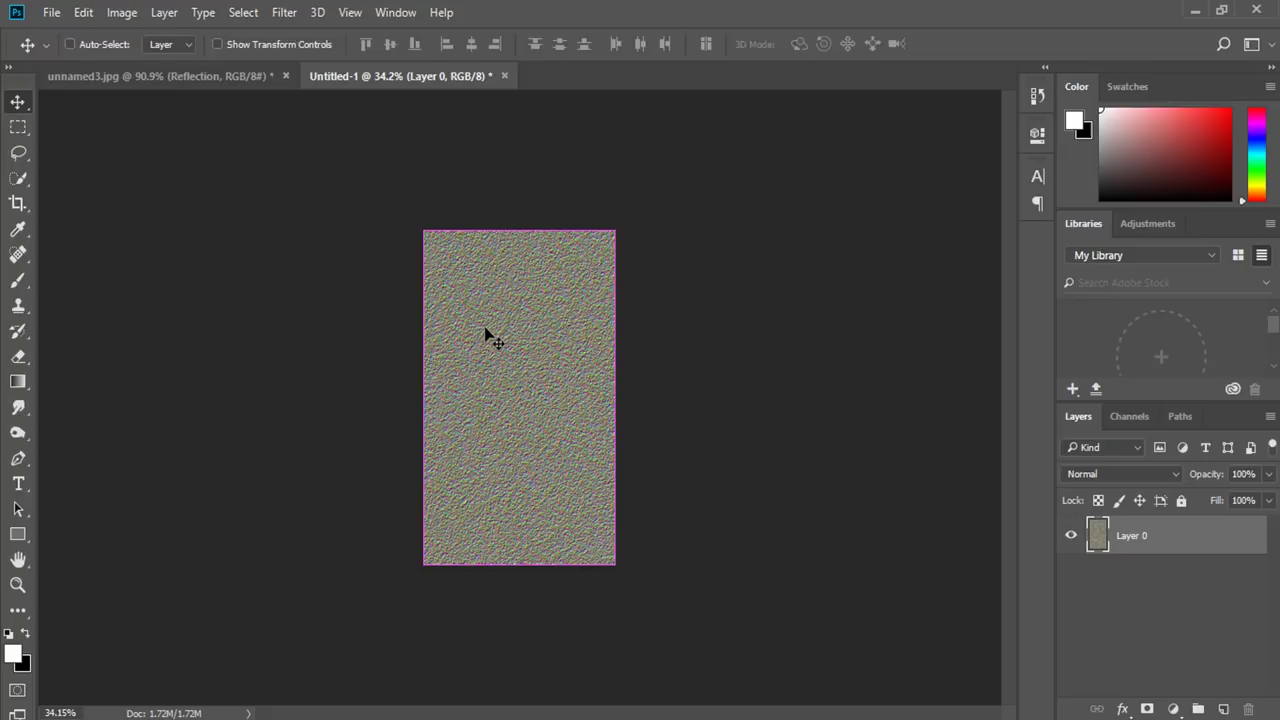 Ps File Edit Image Layer Type Select Filter 3D View Window Help
Auto-Select: Layer Show Transform Controls 3D Mode:
unnamed3.jpg @ 90.9% (Reflection, RGB/8#) * × Untitled-1 @ 34.2% (Layer 0, RGB/8) * ×
Color Swatches
Libraries Adjustments
My Library
Search Adobe Stock
Layers Channels Paths
Kind
Normal Opacity: 100%
Lock: Fill: 100%
Layer 0
34.15% Doc: 1.72M/1.72M